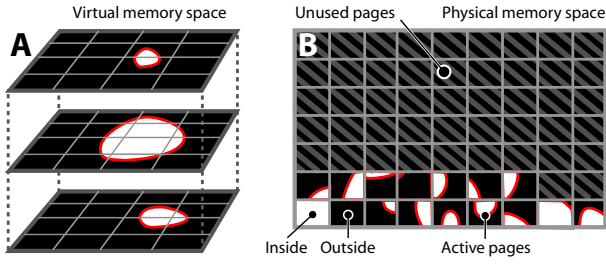 A
Virtual memory space
B
Unused pages
Physical memory space
Inside
Outside
Active pages